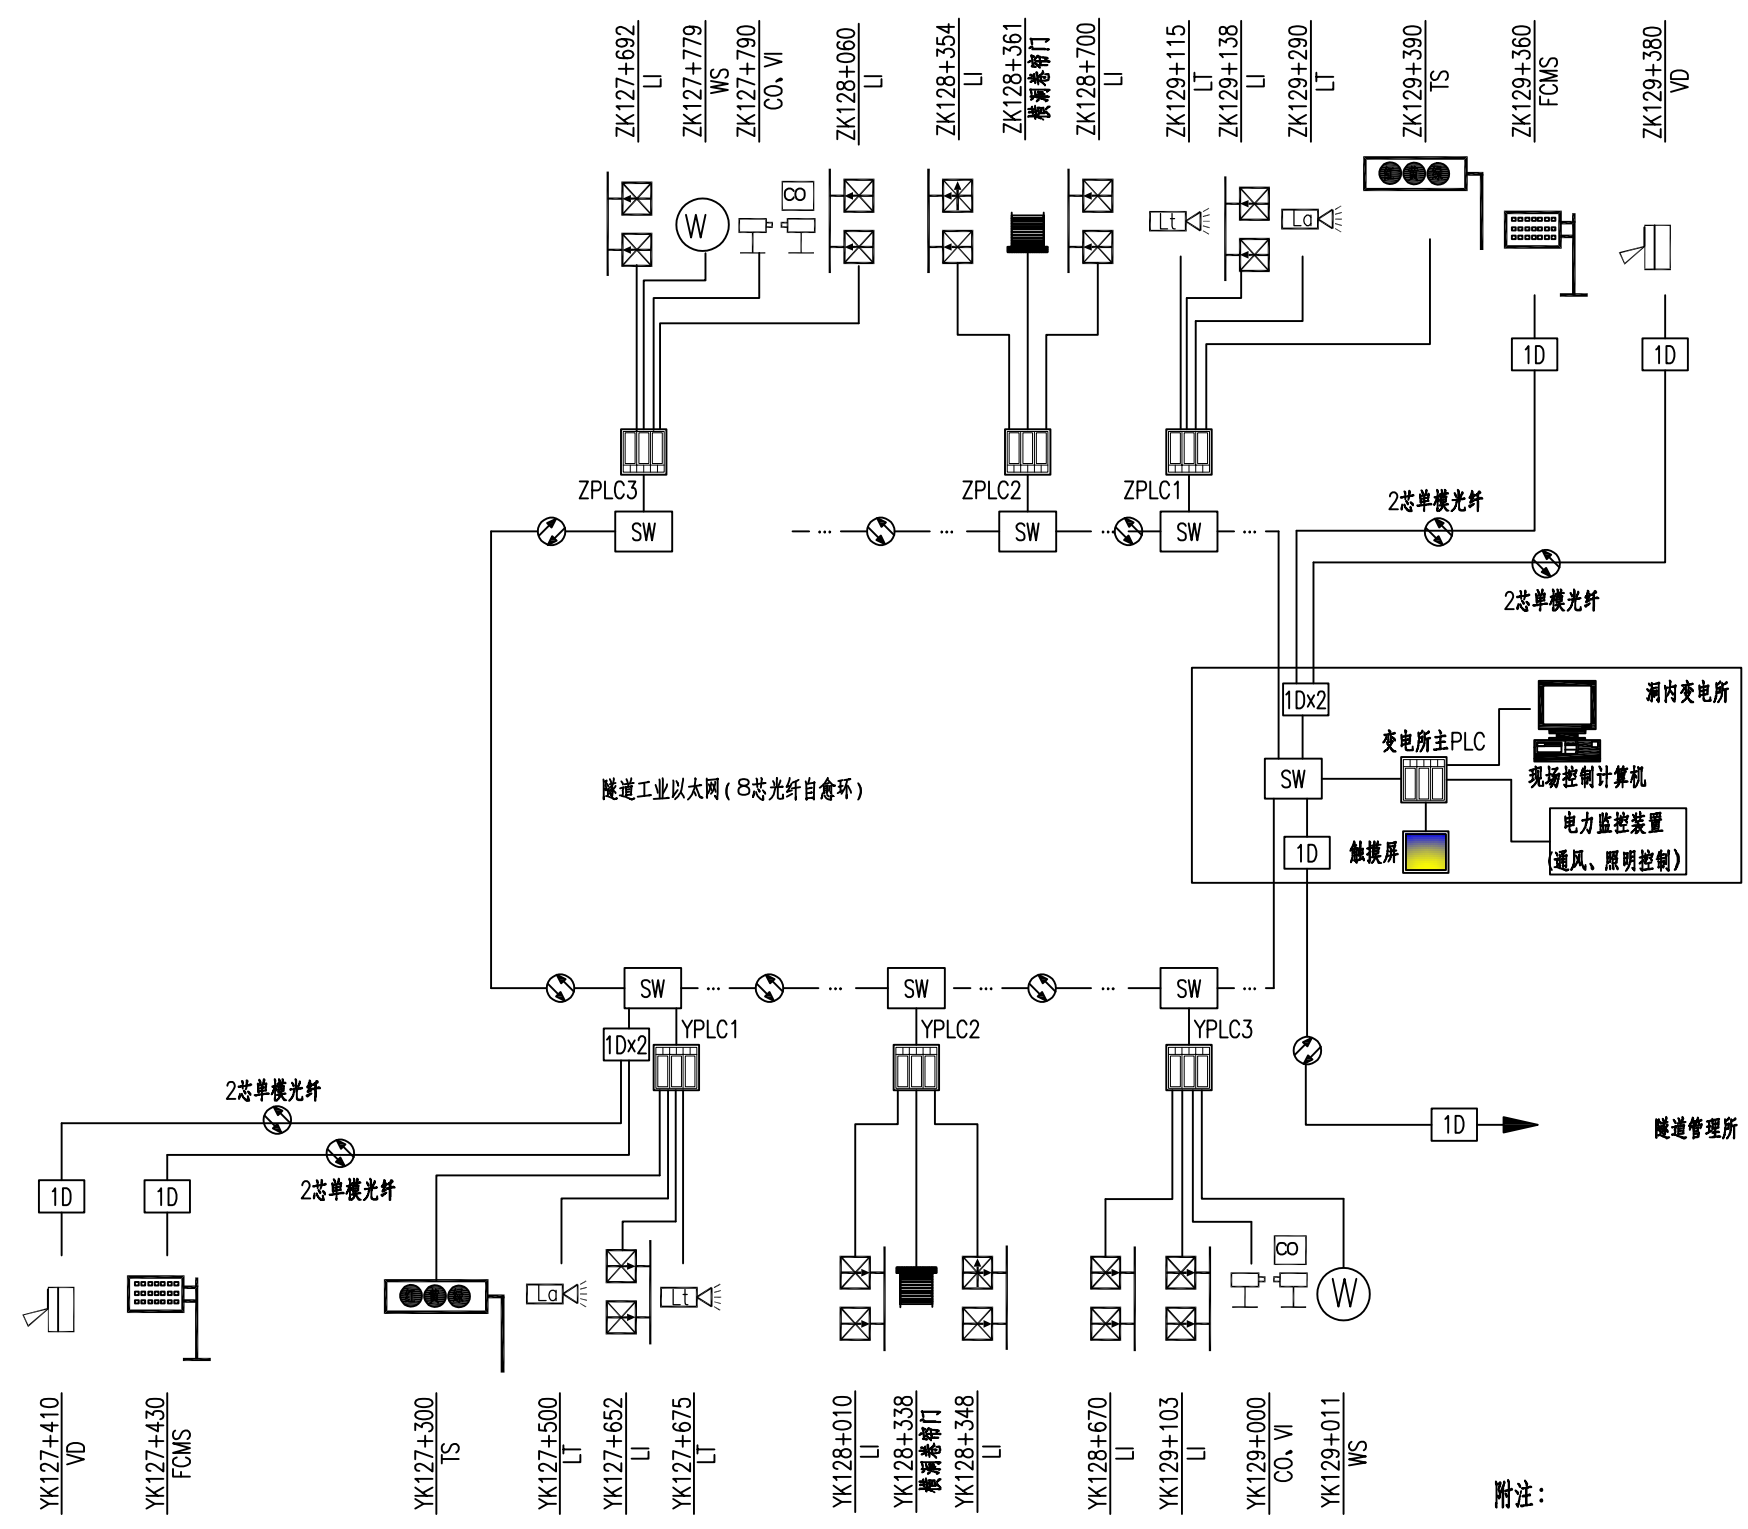 ZK127+692
LI
ZK127+779
WS
ZK127+790
CO、VI
ZK128+060
LI
ZK128+354
LI
ZK128+361
横洞卷帘门
ZK128+700
LI
ZK129+115
LT
ZK129+138
LI
ZK129+290
LT
ZK129+390
TS
ZK129+360
FCMS
ZK129+380
VD
W
8
Lt
La
1D
1D
ZPLC3
ZPLC2
ZPLC1
2芯单模光纤
SW
...
...
SW
...
SW
...
2芯单模光纤
洞内变电所
1Dx2
变电所主PLC
SW
现场控制计算机
隧道工业以太网(8芯光纤自愈环)
电力监控装置
(通风、照明控制)
1D
触摸屏
SW
...
...
SW
...
...
SW
...
YPLC1
YPLC2
YPLC3
1Dx2
2芯单模光纤
1D
隧道管理所
2芯单模光纤
1D
1D
8
La
Lt
W
YK127+410
VD
YK127+430
FCMS
YK127+300
TS
YK127+500
LT
YK127+652
LI
YK127+675
LT
YK128+010
LI
YK128+338
横洞卷帘门
YK128+348
LI
YK128+670
LI
YK129+103
LI
YK129+000
CO、VI
YK129+011
WS
附注：